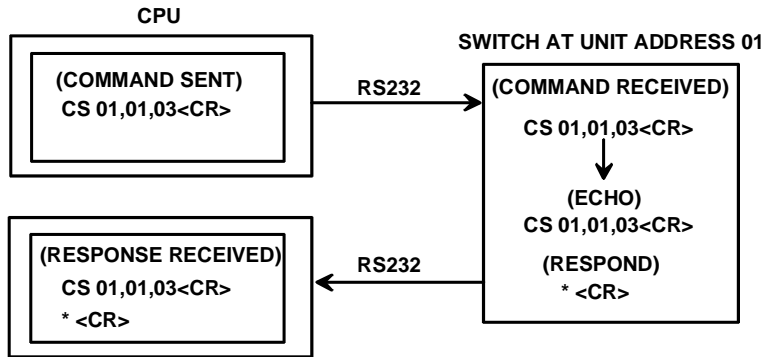 CPU
(COMMAND SENT)
CS 01,01,03<CR>
RS232
SWITCH AT UNIT ADDRESS 01
(COMMAND RECEIVED)
CS 01,01,03<CR>
(ECHO)
CS 01,01,03<CR>
(RESPOND)
* <CR>
RS232
(RESPONSE RECEIVED)
CS 01,01,03<CR>
* <CR>